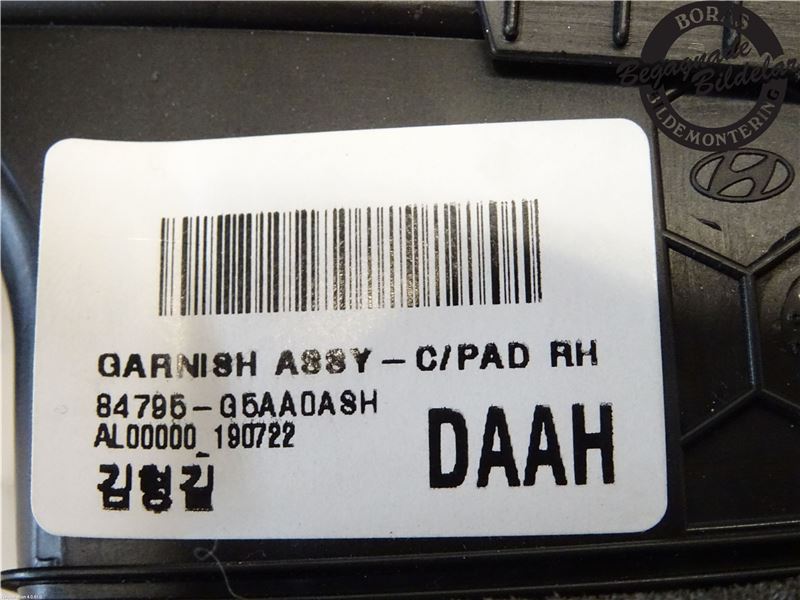 BORÅS
Begagnade
Bildelar
BILDEMONTERING
GARNISH ASSY-C/PAD RH
84795-G5AA0ASH
AL00000_190722
DAAH
김형길